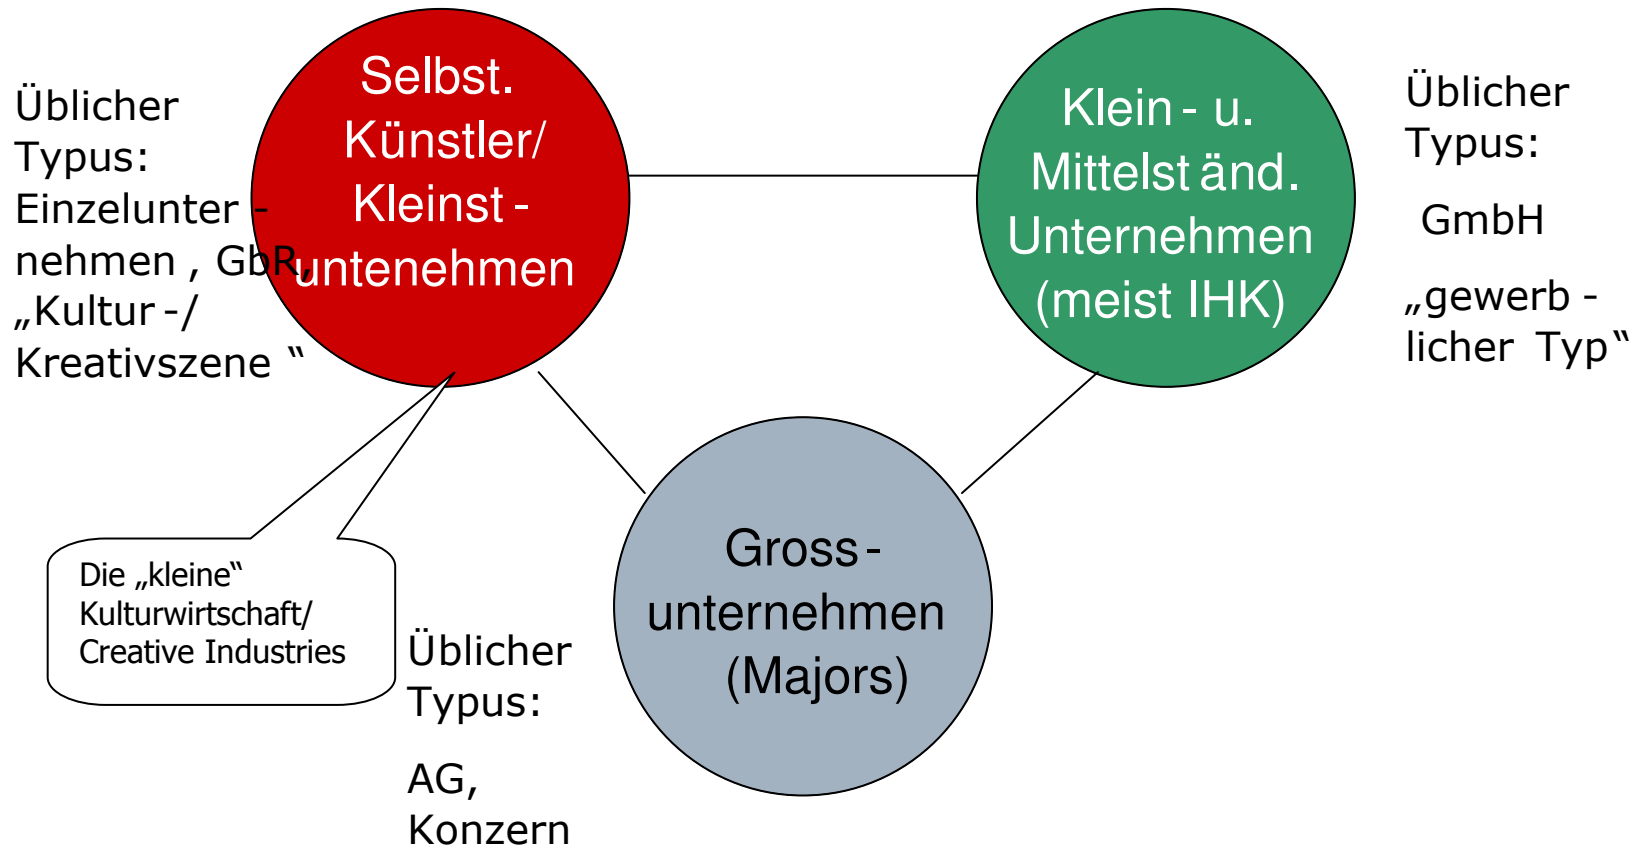 Üblicher
Typus:
Einzelunter -
nehmen , GbR,
„Kultur -/
Kreativszene “
Selbst.
Künstler/
Kleinst -
untenehmen
Klein - u.
Mittelst änd.
Unternehmen
(meist IHK)
Üblicher
Typus:
GmbH
„gewerb -
licher Typ“
Die „kleine“
Kulturwirtschaft/
Creative Industries
Üblicher
Typus:
AG,
Konzern
Gross -
unternehmen
(Majors)